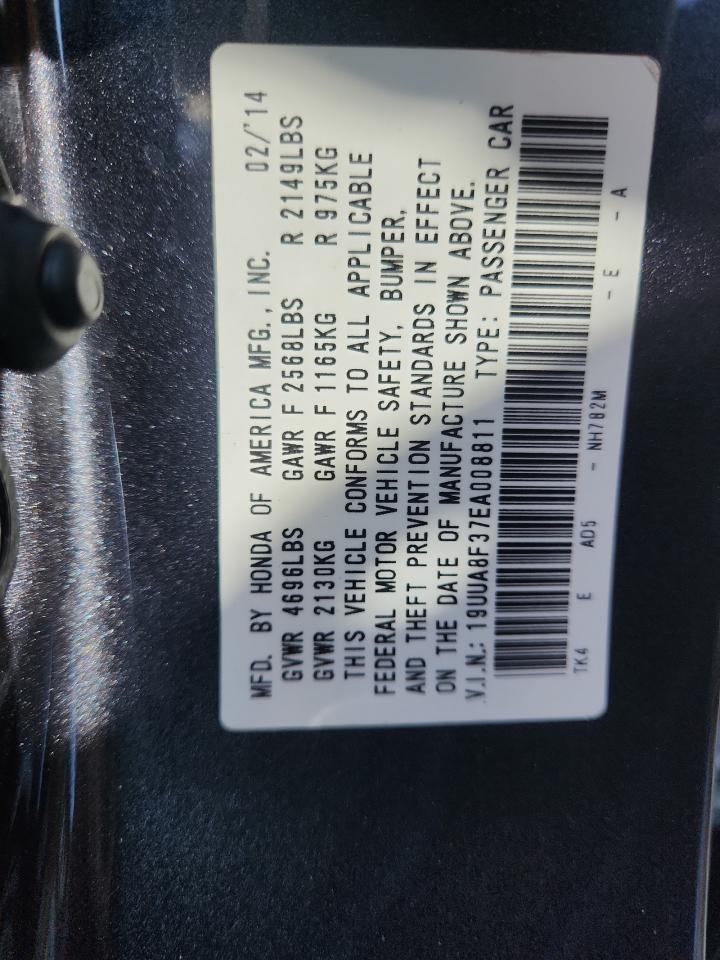 MFD. BY HONDA OF AMERICA MFG., INC. 02/'14
GVWR 4696LBS GAWR F 2568LBS R 2149LBS
GVWR 2130KG GAWR F 1165KG R 975KG
THIS VEHICLE CONFORMS TO ALL APPLICABLE
FEDERAL MOTOR VEHICLE SAFETY, BUMPER,
AND THEFT PREVENTION STANDARDS IN EFFECT
ON THE DATE OF MANUFACTURE SHOWN ABOVE.
V.I.N.: 19UUA8F37EA008811 TYPE: PASSENGER CAR
TK4 E AD5 - NH782M - E - A